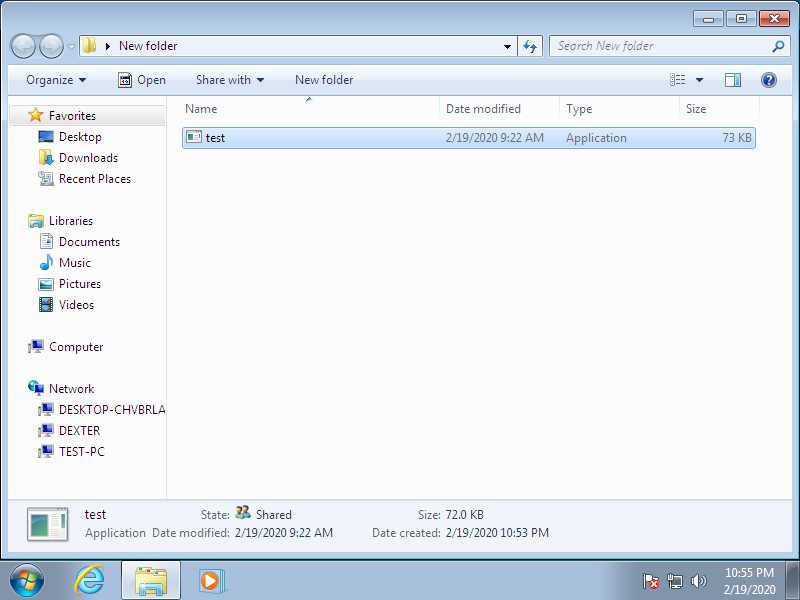 New folder
Search New folder
Organize Open Share with New folder
Name Date modified Type Size
test 2/19/2020 9:22 AM Application 73 KB
Favorites
Desktop
Downloads
Recent Places
Libraries
Documents
Music
Pictures
Videos
Computer
Network
DESKTOP-CHVBRLA
DEXTER
TEST-PC
test State: Shared Size: 72.0 KB
Application Date modified: 2/19/2020 9:22 AM Date created: 2/19/2020 10:53 PM
10:55 PM
2/19/2020